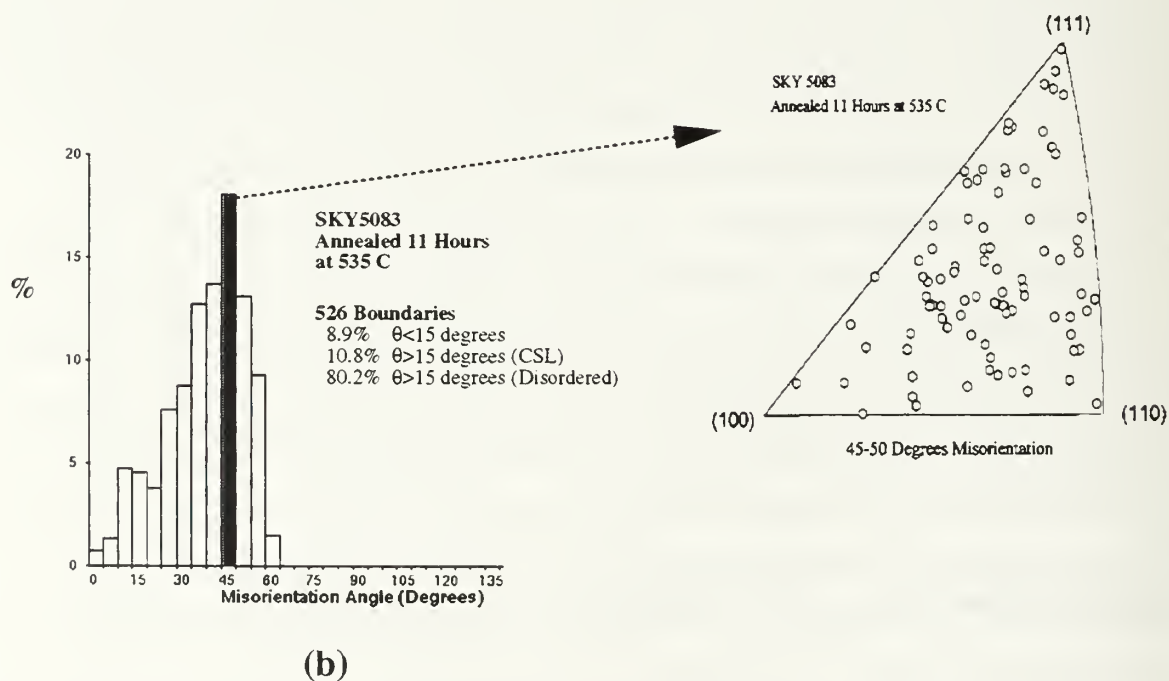 (111)
SKY 5083
Annealed 11 Hours at 535 C
20
15
10
5
0
%
SKY5083
Annealed 11 Hours
at 535 C
526 Boundaries
8.9% θ<15 degrees
10.8% θ>15 degrees (CSL)
80.2% θ>15 degrees (Disordered)
(100)
(110)
45-50 Degrees Misorientation
0 15 30 45 60 75 90 105 120 135
Misorientation Angle (Degrees)
(b)